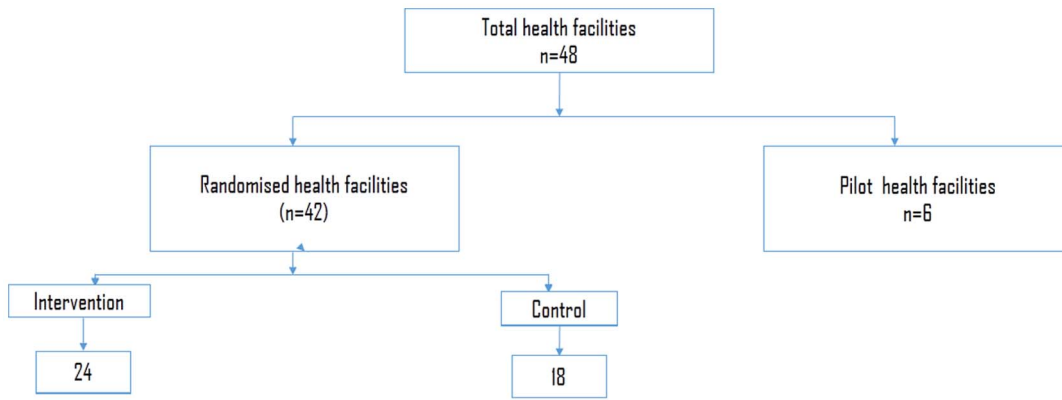 Total health facilities
n=48
Randomised health facilities
(n=42)
Pilot health facilities
n=6
Intervention
Control
24
18